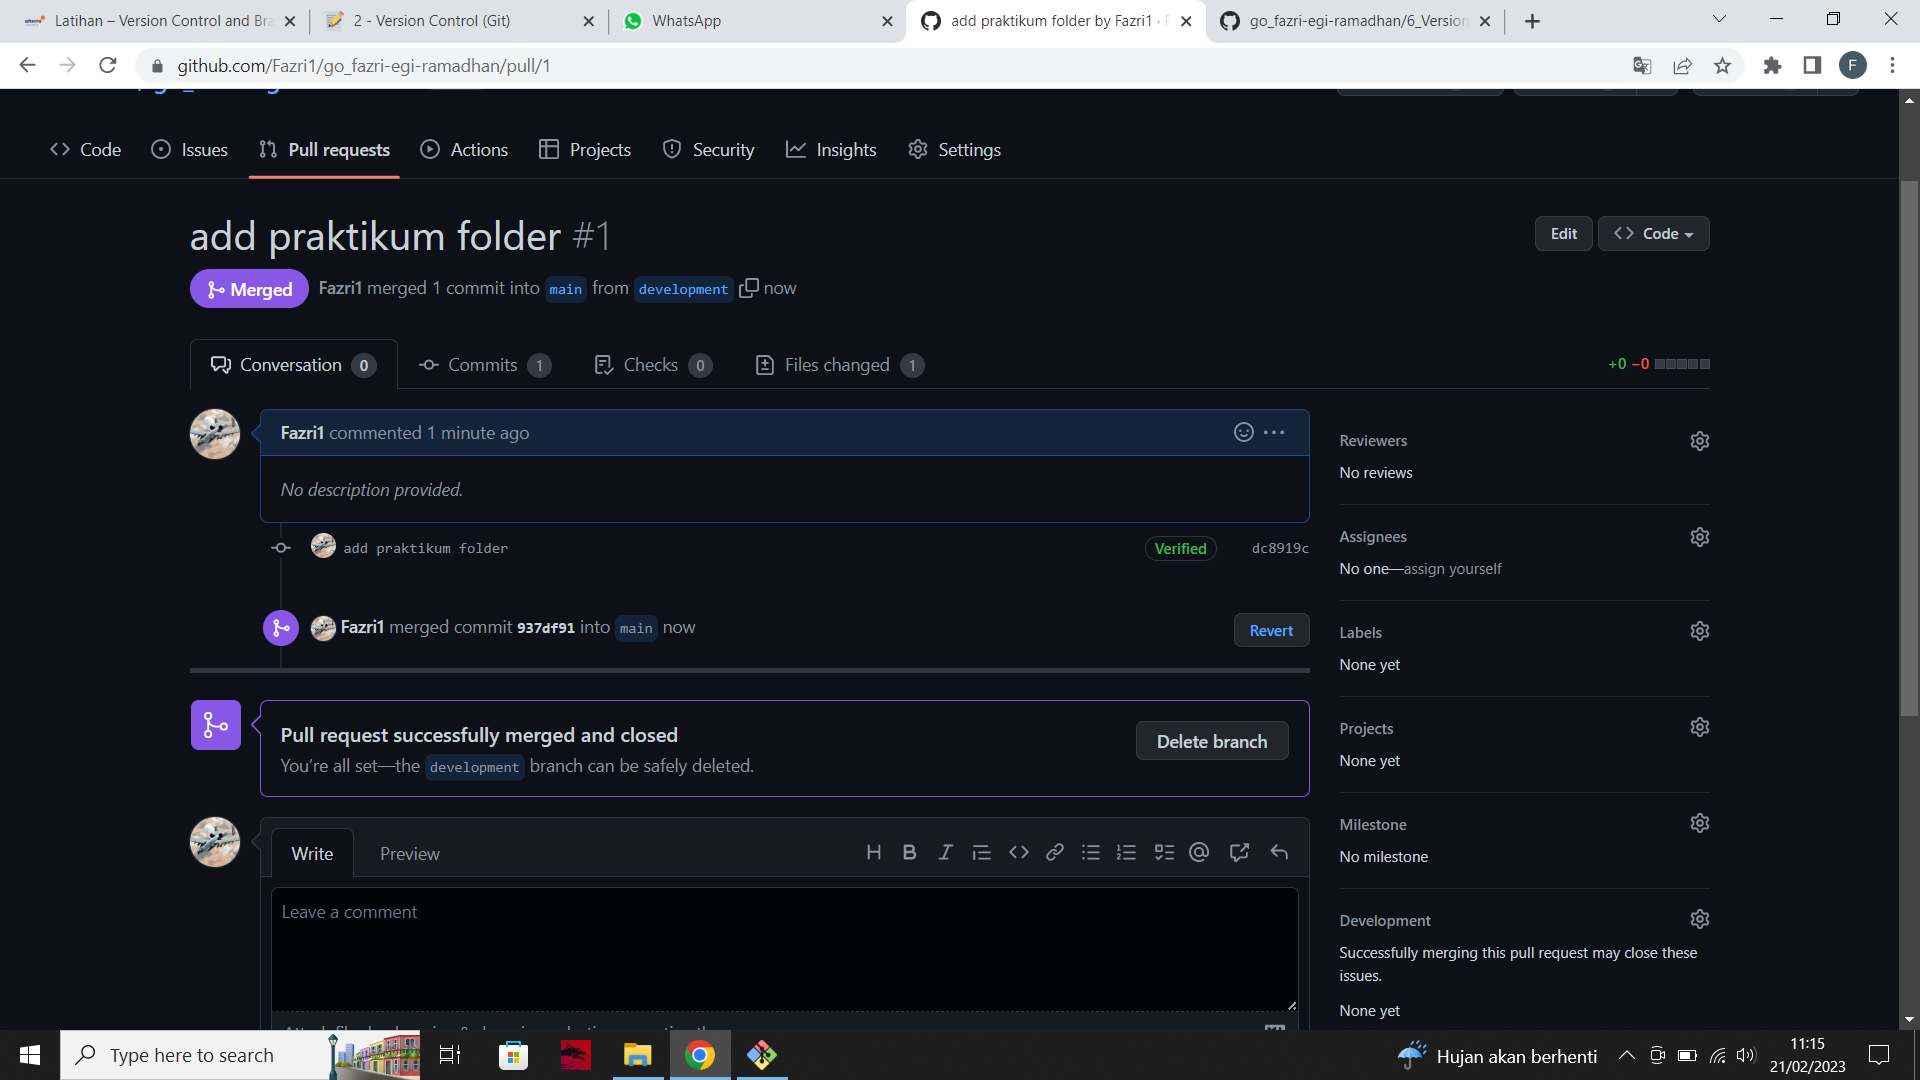 Latihan – Version Control and Bra
2 - Version Control (Git)
WhatsApp
add praktikum folder by Fazri1 ·
go_fazri-egi-ramadhan/6_Version
github.com/Fazri1/go_fazri-egi-ramadhan/pull/1
F
Code
Issues
Pull requests
Actions
Projects
Security
Insights
Settings
add praktikum folder #1
Edit
Code
Merged
Fazri1 merged 1 commit into main from development now
Conversation 0
Commits 1
Checks 0
Files changed 1
+0 −0
Fazri1 commented 1 minute ago
No description provided.
add praktikum folder
Verified
dc8919c
Fazri1 merged commit 937df91 into main now
Revert
Pull request successfully merged and closed
You're all set—the development branch can be safely deleted.
Delete branch
Write
Preview
Leave a comment
Reviewers
No reviews
Assignees
No one—assign yourself
Labels
None yet
Projects
None yet
Milestone
No milestone
Development
Successfully merging this pull request may close these
issues.
None yet
Type here to search
Hujan akan berhenti
11:15
21/02/2023